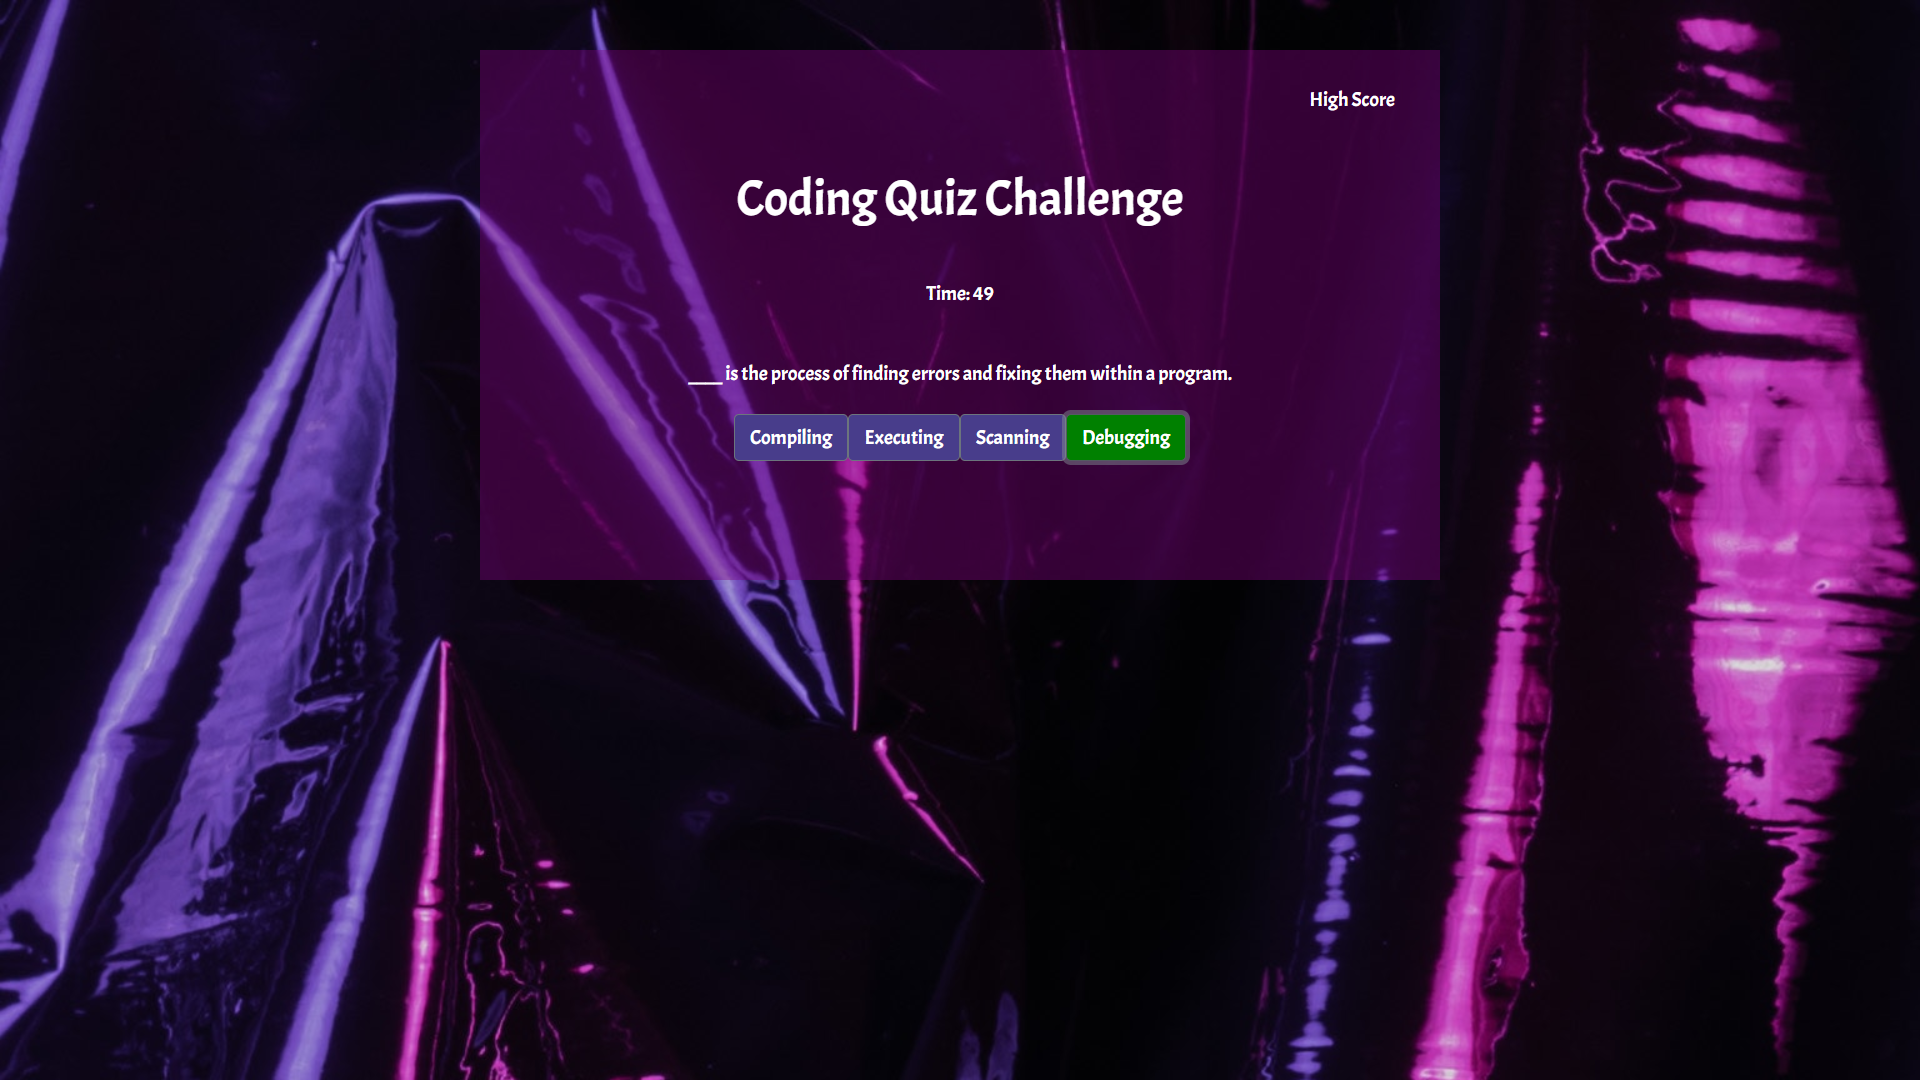 High Score
Coding Quiz Challenge
Time: 49
____ is the process of finding errors and fixing them within a program.
Compiling Executing Scanning Debugging